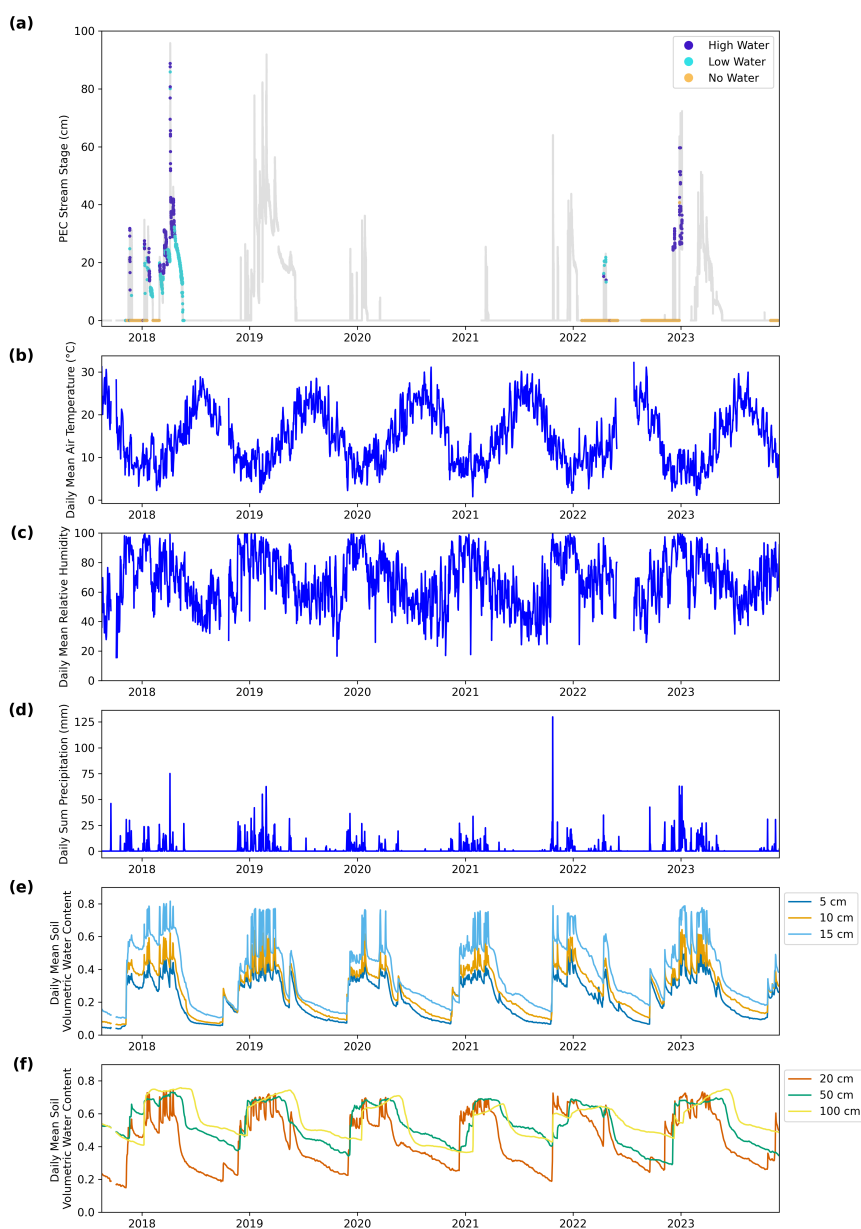 (a)
PEC Stream Stage (cm)
100
80
60
40
20
0
High Water
Low Water
No Water
2018 2019 2020 2021 2022 2023
(b)
Daily Mean Air Temperature (°C)
30
20
10
0
2018 2019 2020 2021 2022 2023
(c)
Daily Mean Relative Humidity
100
80
60
40
20
0
2018 2019 2020 2021 2022 2023
(d)
Daily Sum Precipitation (mm)
125
100
75
50
25
0
2018 2019 2020 2021 2022 2023
(e)
Daily Mean Soil
Volumetric Water Content
0.8
0.6
0.4
0.2
0.0
5 cm
10 cm
15 cm
2018 2019 2020 2021 2022 2023
(f)
Daily Mean Soil
Volumetric Water Content
0.8
0.6
0.4
0.2
0.0
20 cm
50 cm
100 cm
2018 2019 2020 2021 2022 2023